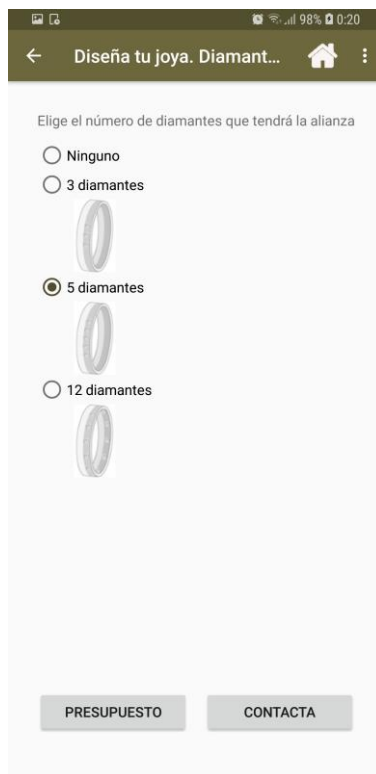 98% 0:20
Diseña tu joya. Diamant...
Elige el número de diamantes que tendrá la alianza
Ninguno
3 diamantes
5 diamantes
12 diamantes
PRESUPUESTO CONTACTA